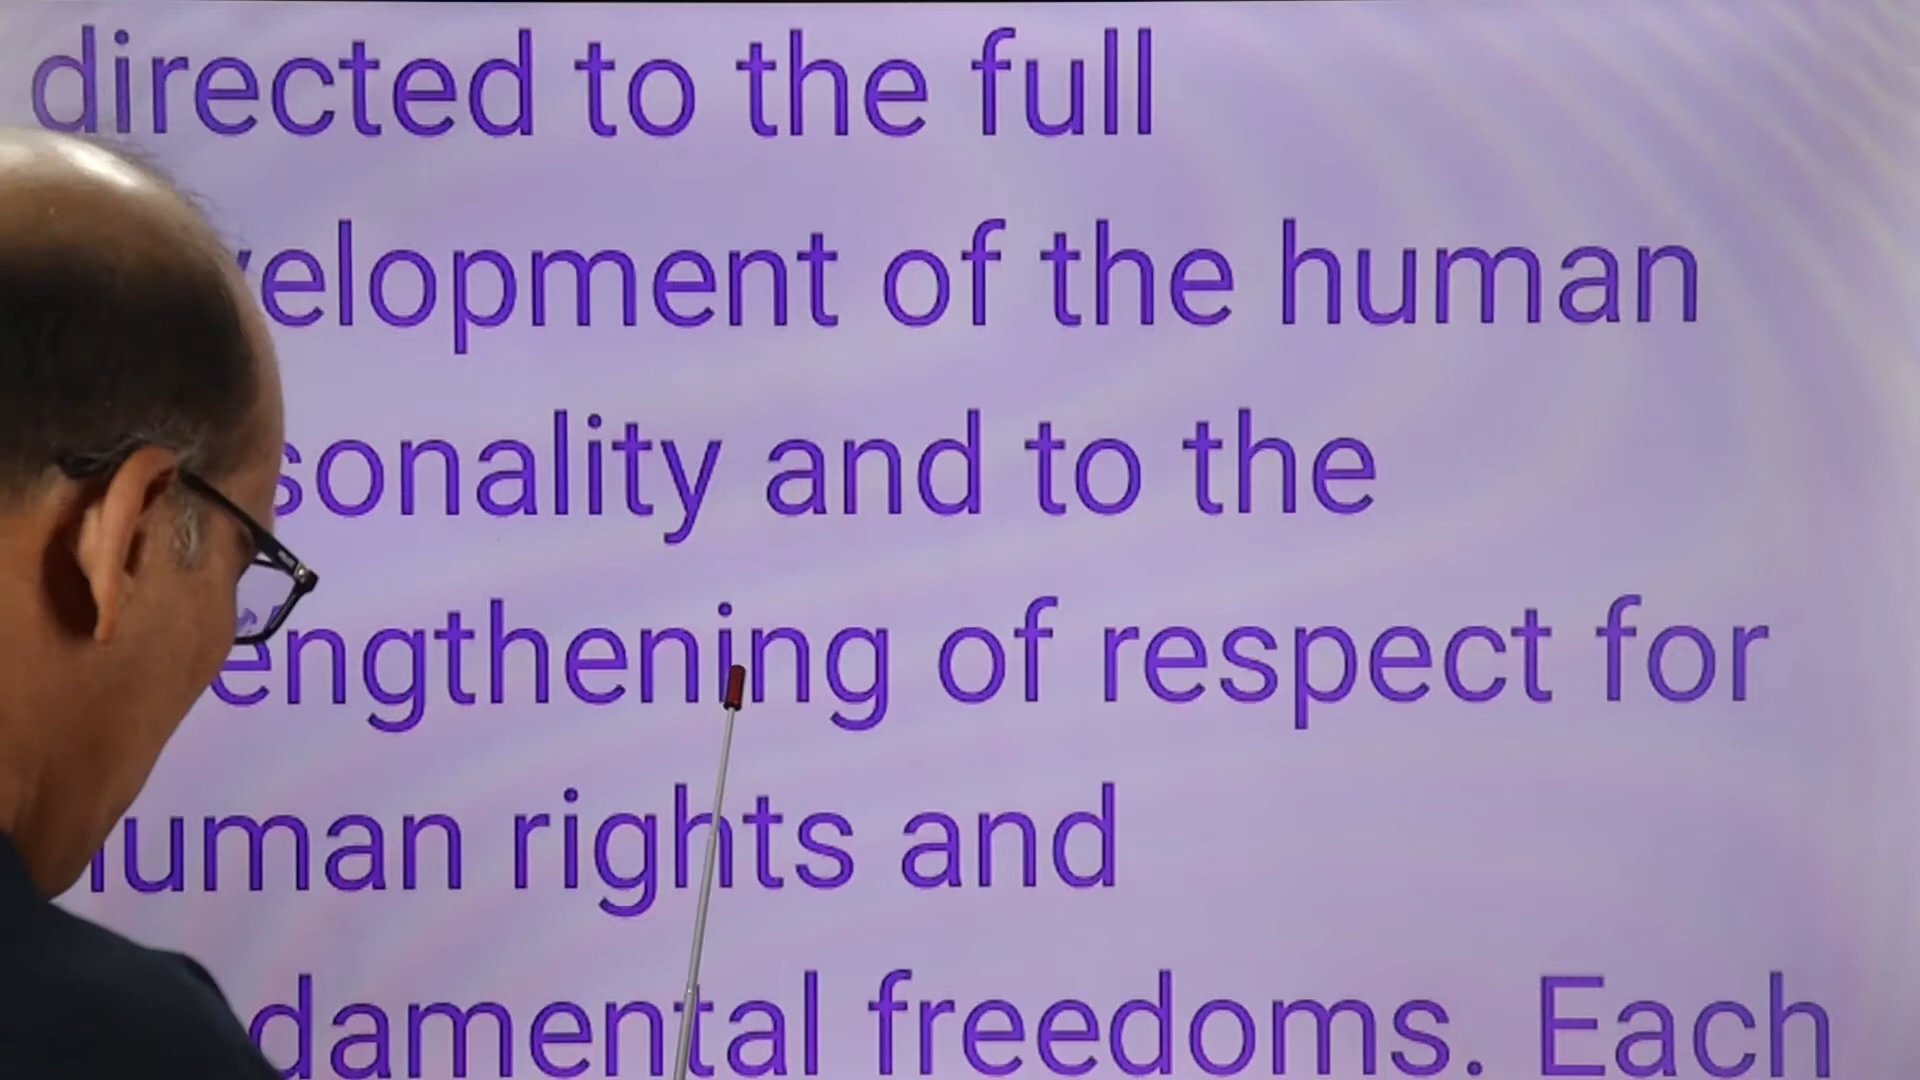 directed to the full
velopment of the human
sonality and to the
engthening of respect for
human rights and
damental freedoms. Each